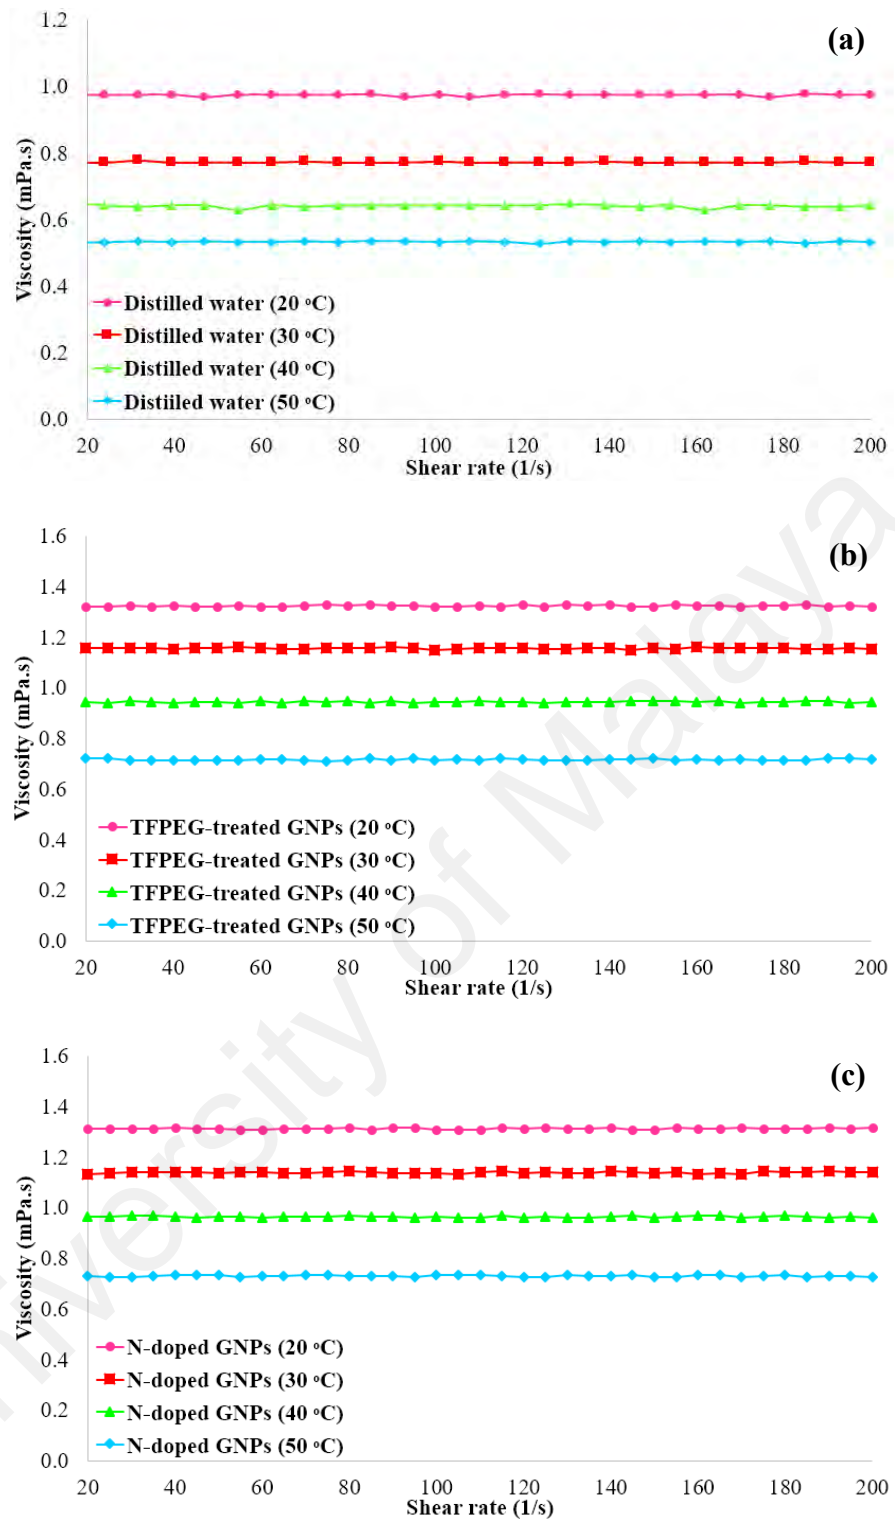 (a)
1.2
1.0
0.8
0.6
0.4
0.2
0.0
Viscosity (mPa.s)
Distilled water (20 °C)
Distilled water (30 °C)
Distilled water (40 °C)
Distiilled water (50 °C)
20 40 60 80 100 120 140 160 180 200
Shear rate (1/s)
(b)
1.6
1.4
1.2
1.0
0.8
0.6
0.4
0.2
0.0
Viscosity (mPa.s)
TFPEG-treated GNPs (20 °C)
TFPEG-treated GNPs (30 °C)
TFPEG-treated GNPs (40 °C)
TFPEG-treated GNPs (50 °C)
20 40 60 80 100 120 140 160 180 200
Shear rate (1/s)
(c)
1.6
1.4
1.2
1.0
0.8
0.6
0.4
0.2
0.0
Viscosity (mPa.s)
N-doped GNPs (20 °C)
N-doped GNPs (30 °C)
N-doped GNPs (40 °C)
N-doped GNPs (50 °C)
20 40 60 80 100 120 140 160 180 200
Shear rate (1/s)
niversity of Malaya